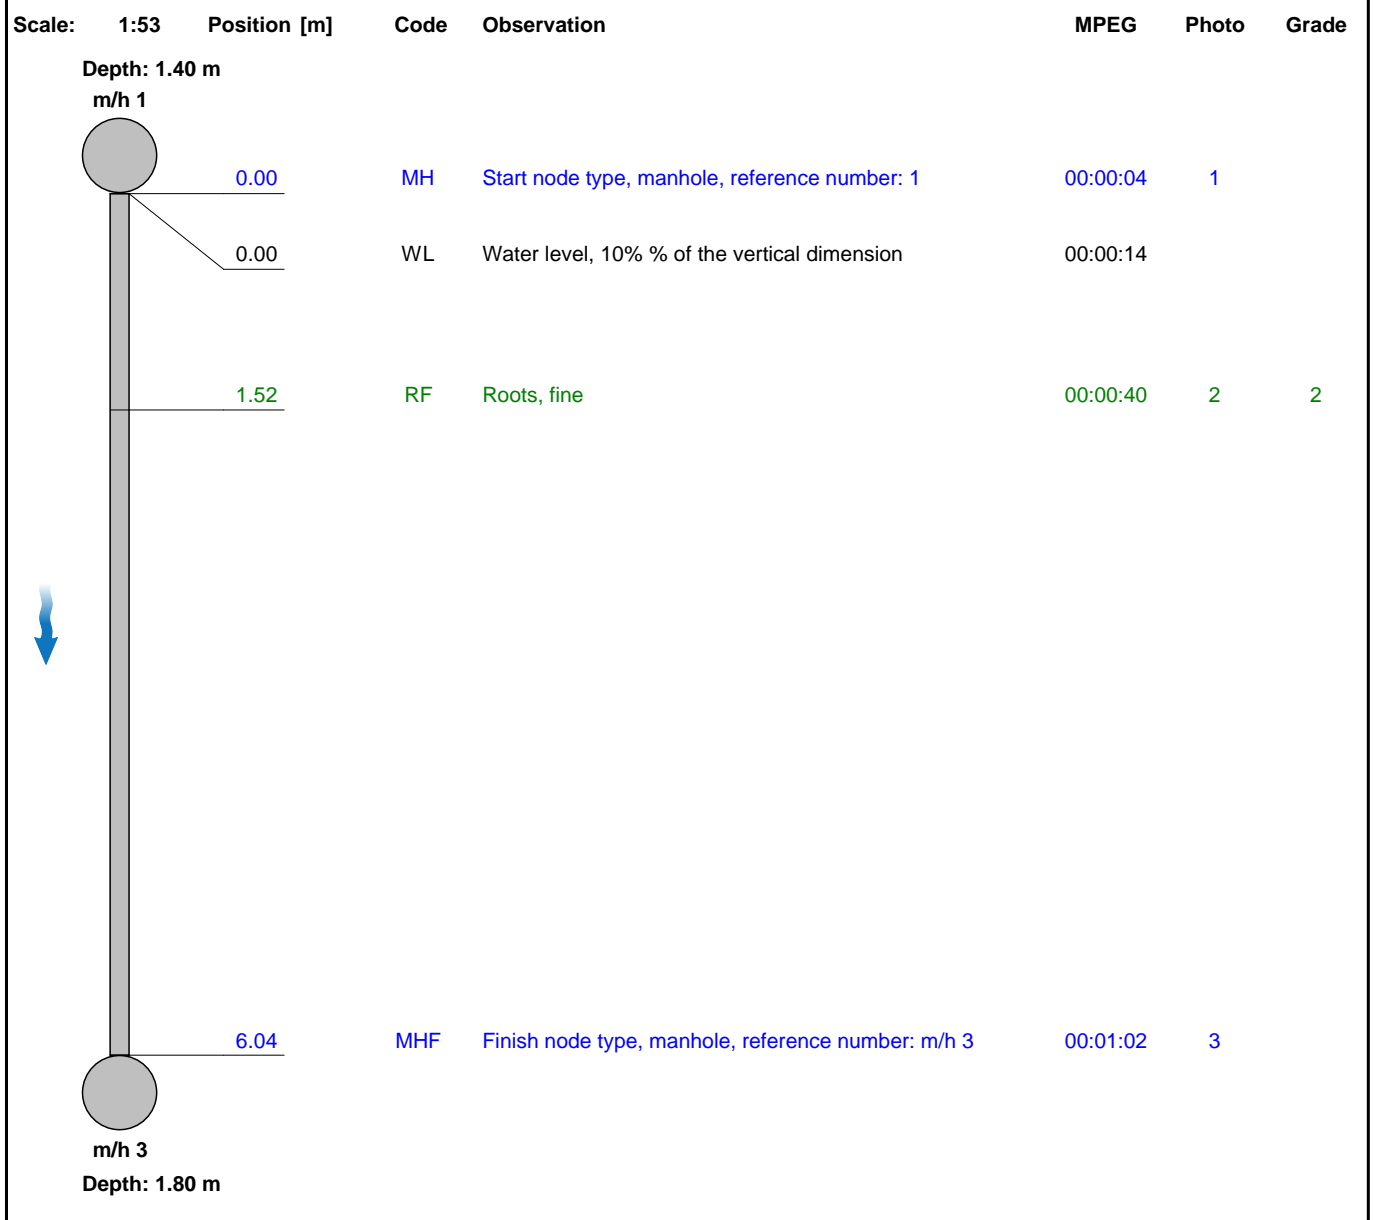 Scale: 1:53 Position [m] Code Observation MPEG Photo Grade
Depth: 1.40 m
m/h 1
0.00 MH Start node type, manhole, reference number: 1 00:00:04 1
0.00 WL Water level, 10% % of the vertical dimension 00:00:14
1.52 RF Roots, fine 00:00:40 2 2
6.04 MHF Finish node type, manhole, reference number: m/h 3 00:01:02 3
m/h 3
Depth: 1.80 m